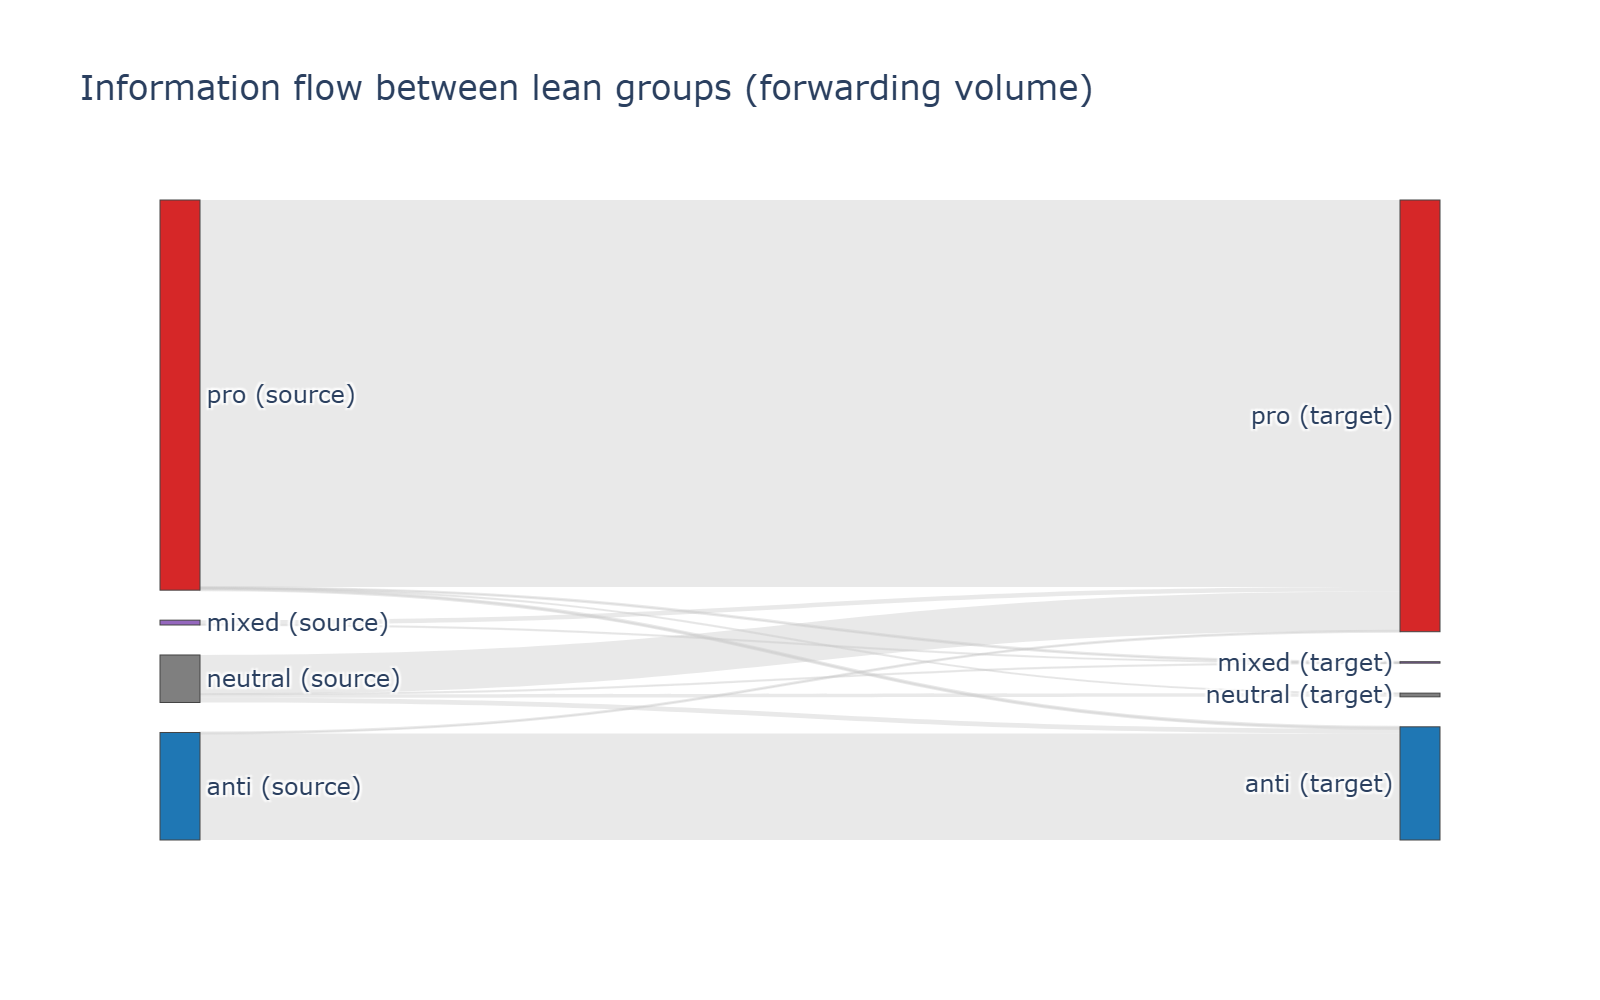 Information flow between lean groups (forwarding volume)
pro (source)
pro (target)
mixed (source)
mixed (target)
neutral (source)
neutral (target)
anti (source)
anti (target)